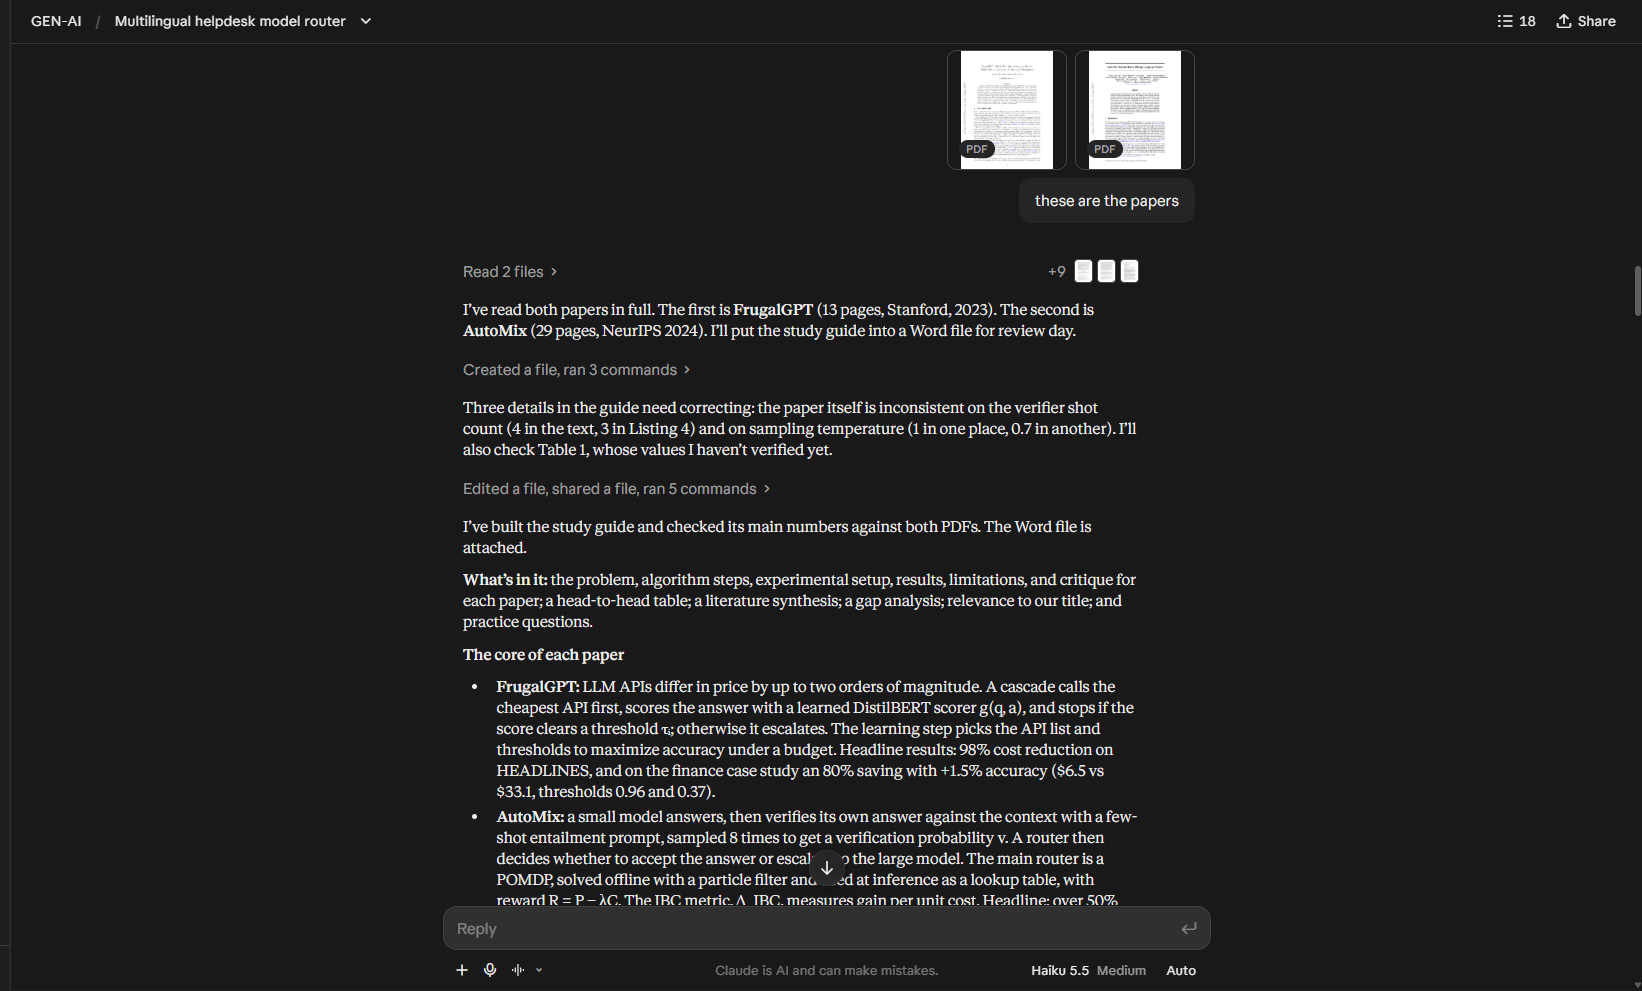 GEN-AI / Multilingual helpdesk model router
18 Share
PDF PDF
these are the papers
Read 2 files
+9
I've read both papers in full. The first is FrugalGPT (13 pages, Stanford, 2023). The second is
AutoMix (29 pages, NeurIPS 2024). I'll put the study guide into a Word file for review day.
Created a file, ran 3 commands
Three details in the guide need correcting: the paper itself is inconsistent on the verifier shot
count (4 in the text, 3 in Listing 4) and on sampling temperature (1 in one place, 0.7 in another). I'll
also check Table 1, whose values I haven't verified yet.
Edited a file, shared a file, ran 5 commands
I've built the study guide and checked its main numbers against both PDFs. The Word file is
attached.
What's in it: the problem, algorithm steps, experimental setup, results, limitations, and critique for
each paper; a head-to-head table; a literature synthesis; a gap analysis; relevance to our title; and
practice questions.
The core of each paper
• FrugalGPT: LLM APIs differ in price by up to two orders of magnitude. A cascade calls the
cheapest API first, scores the answer with a learned DistilBERT scorer g(q, a), and stops if the
score clears a threshold τᵢ; otherwise it escalates. The learning step picks the API list and
thresholds to maximize accuracy under a budget. Headline results: 98% cost reduction on
HEADLINES, and on the finance case study an 80% saving with +1.5% accuracy ($6.5 vs
$33.1, thresholds 0.96 and 0.37).
• AutoMix: a small model answers, then verifies its own answer against the context with a few-
shot entailment prompt, sampled 8 times to get a verification probability v. A router then
decides whether to accept the answer or the large model. The main router is a
POMDP, solved offline with a particle filter and at inference as a lookup table, with
reward R = P − λC. The IBC metric, Δ_IBC, measures gain per unit cost. Headline: over 50%
Reply
Claude is AI and can make mistakes.
Haiku 5.5 Medium Auto